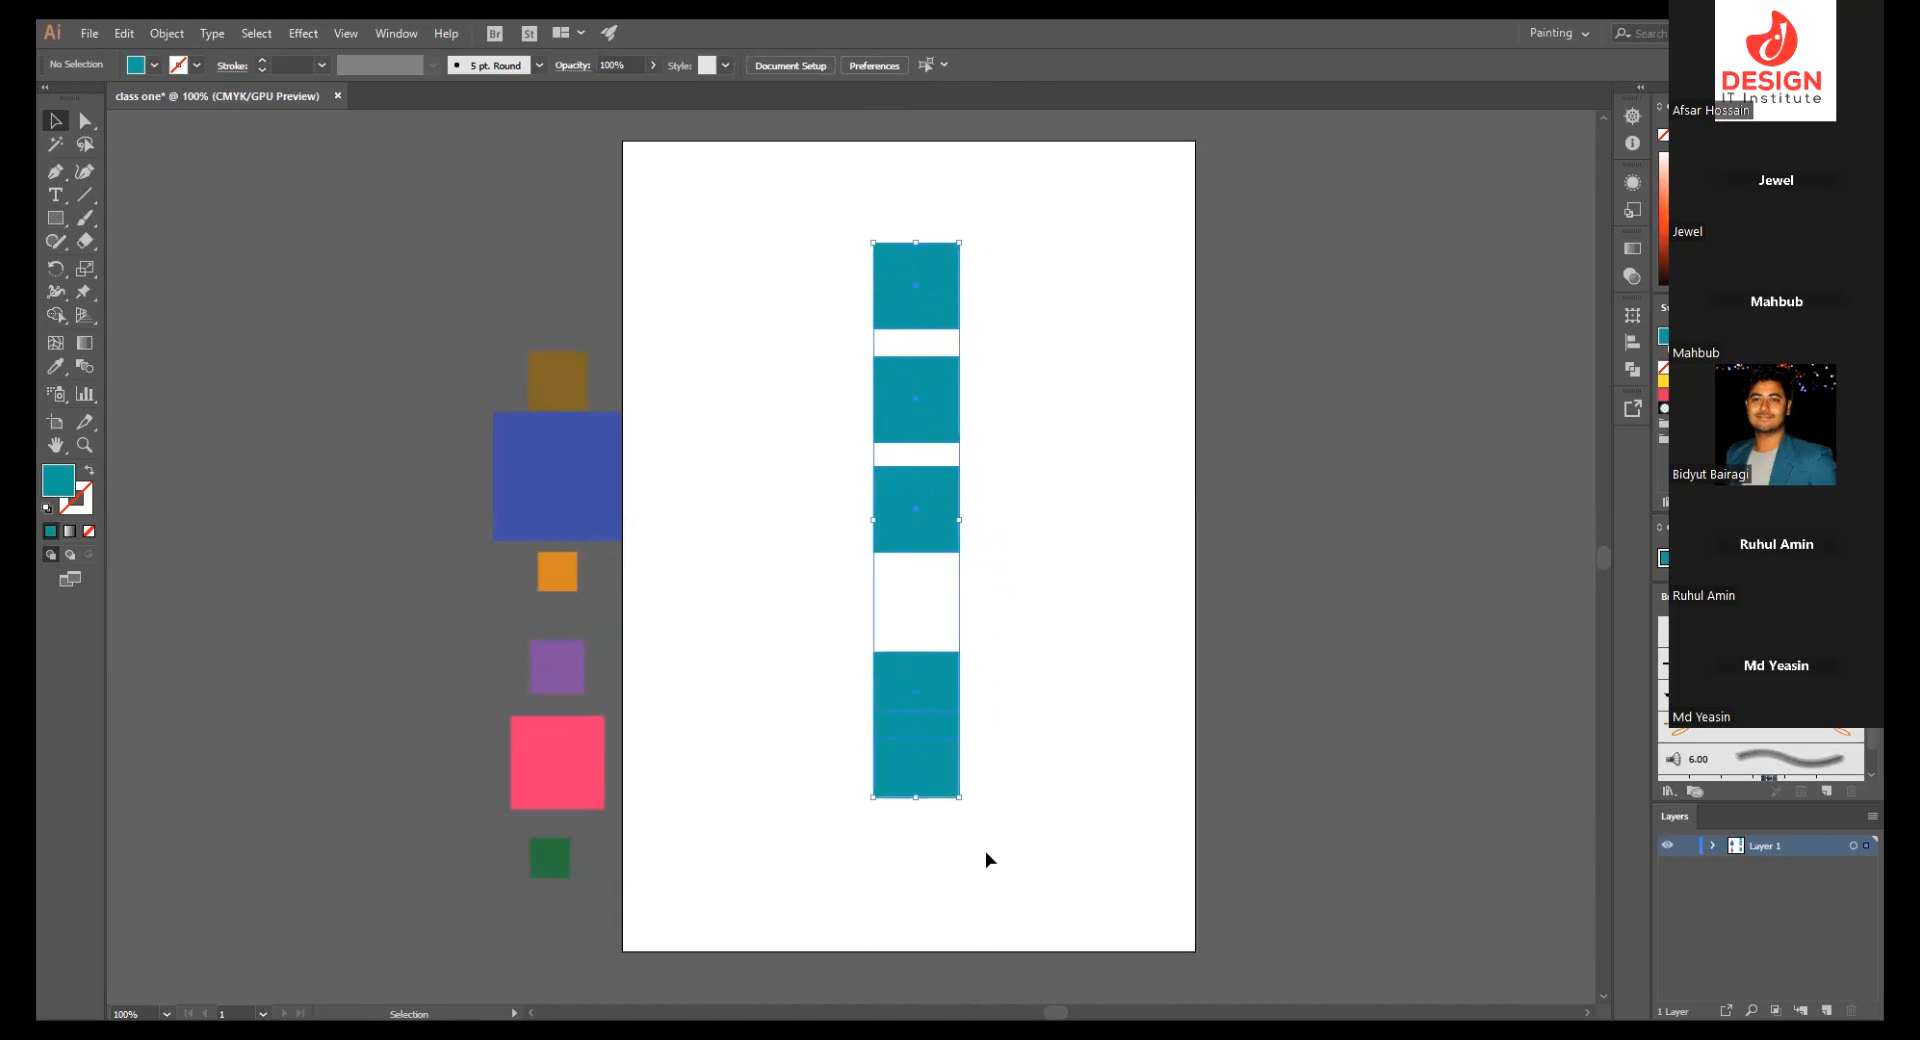 Ai File Edit Object Type Select Effect View Window Help Br St Painting Search
No Selection Stroke: 5 pt. Round Opacity: 100% Style: Document Setup Preferences
class one* @ 100% (CMYK/GPU Preview) ×
DESIGN
IT Institute
Afsar Hossain
Jewel
Jewel
Mahbub
Mahbub
Bidyut Bairagi
Ruhul Amin
Ruhul Amin
Md Yeasin
Md Yeasin
6.00
Layers
Layer 1
100% 1 Selection
1 Layer